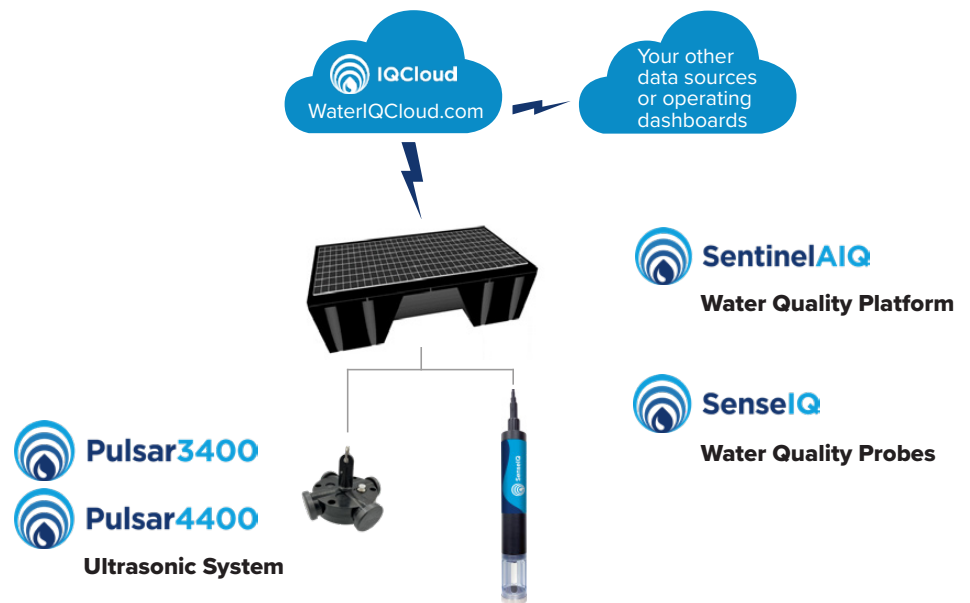 IQCloud
WaterIQCloud.com
Your other
data sources
or operating
dashboards
SentinelAIQ
Water Quality Platform
SenseIQ
Water Quality Probes
Pulsar3400
Pulsar4400
Ultrasonic System
SenseIQ